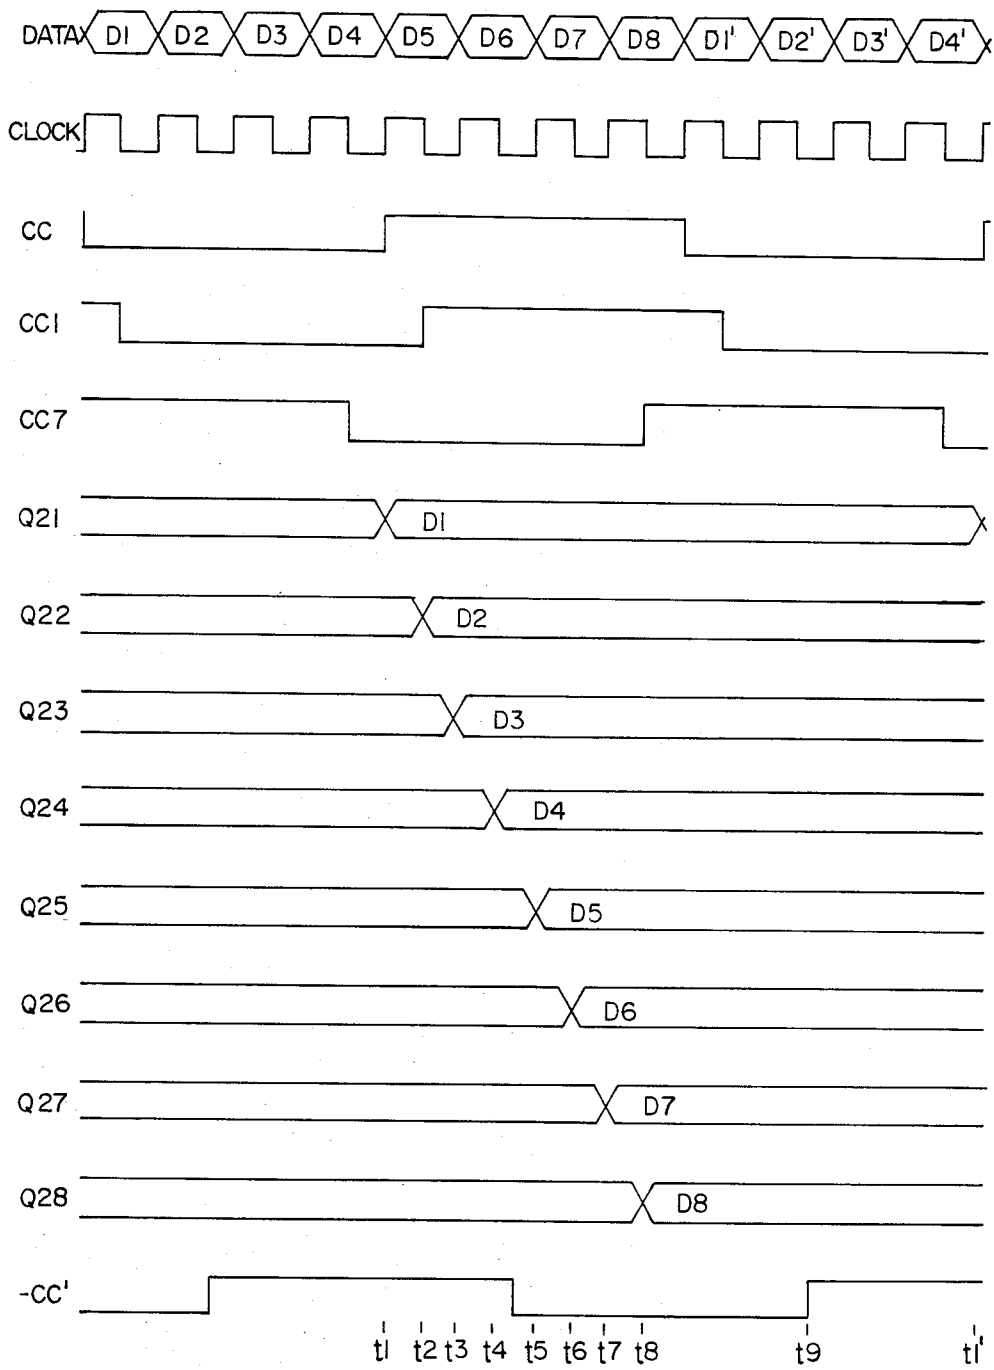 DATA D1 D2 D3 D4 D5 D6 D7 D8 D1' D2' D3' D4'
CLOCK
CC
CC1
CC7
Q21 D1
Q22 D2
Q23 D3
Q24 D4
Q25 D5
Q26 D6
Q27 D7
Q28 D8
-CC'
t1 t2 t3 t4 t5 t6 t7 t8 t9 t1'